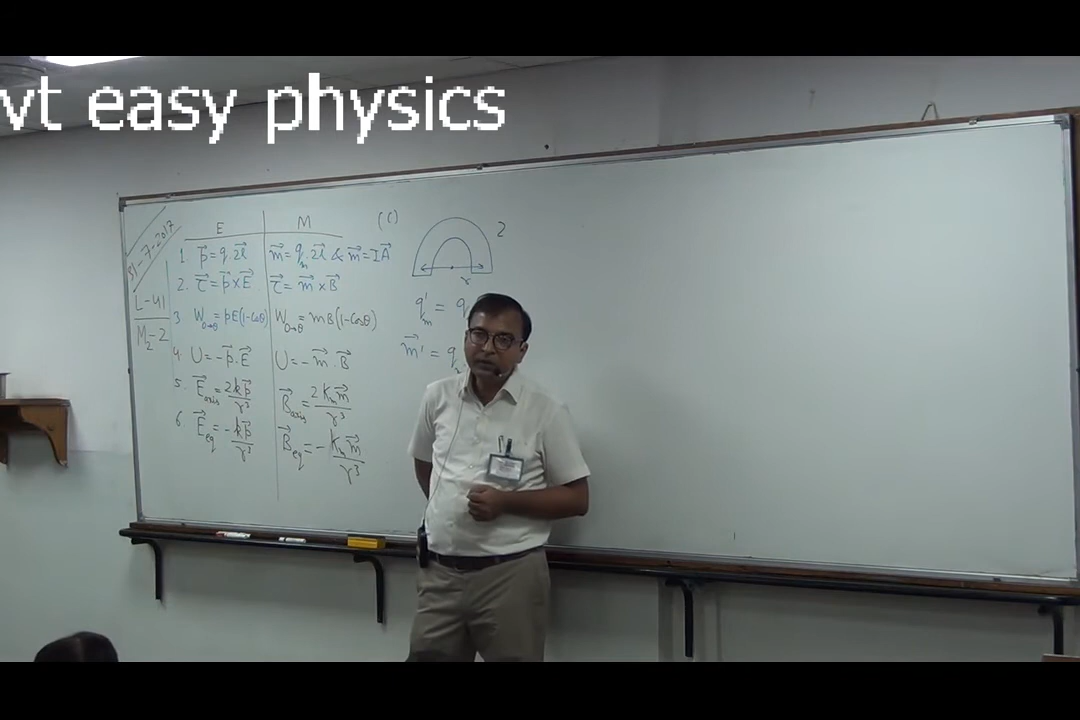 vt easy physics
31-7-2017
L-41
M₂-2
E | M
1. p⃗ = q.2l⃗ | m⃗ = qₘ.2l⃗ & m⃗ = IA⃗
2. τ⃗ = p⃗ × E⃗ | τ⃗ = m⃗ × B⃗
3 W₀→θ = pE(1-Cosθ) | W₀→θ = mB(1-Cosθ)
4. U = -p⃗.E⃗ | U = -m⃗.B⃗
5. E⃗axis = 2kp⃗/r³ | B⃗axis = 2kₘm⃗/r³
6. E⃗eq = -kp⃗/r³ | B⃗eq = -kₘm⃗/r³
(C)
2
r
q'ₘ = q
m⃗' = q